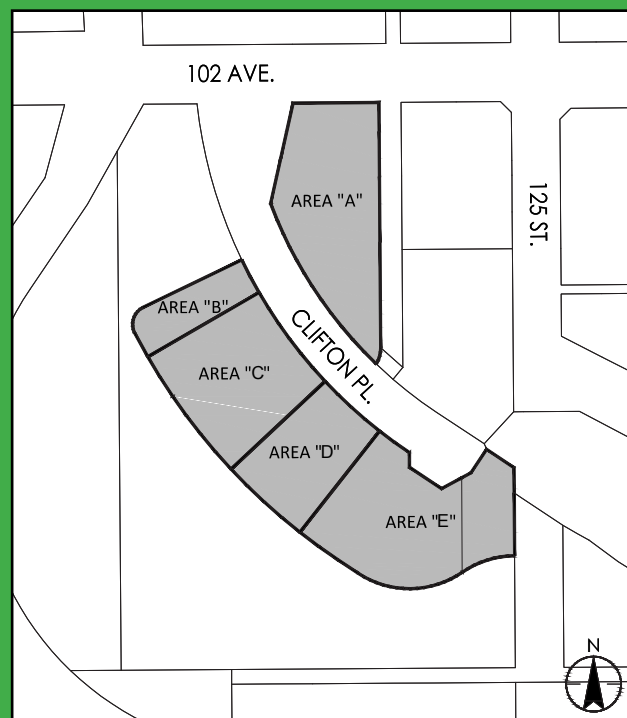 102 AVE.
AREA "A"
125 ST.
AREA "B"
CLIFTON PL.
AREA "C"
AREA "D"
AREA "E"
N